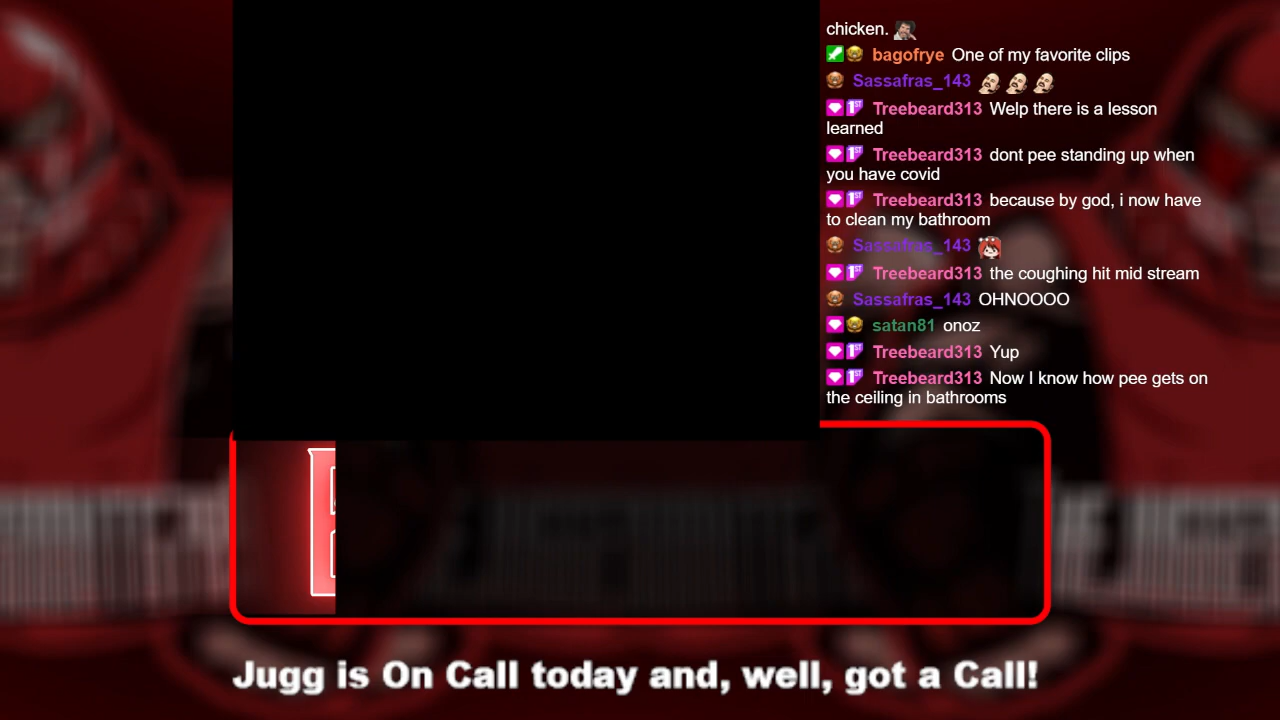 chicken.
bagofrye One of my favorite clips
Sassafras_143
Treebeard313 Welp there is a lesson
learned
Treebeard313 dont pee standing up when
you have covid
Treebeard313 because by god, i now have
to clean my bathroom
Sassafras_143
Treebeard313 the coughing hit mid stream
Sassafras_143 OHNOOOO
satan81 onoz
Treebeard313 Yup
Treebeard313 Now I know how pee gets on
the ceiling in bathrooms
Jugg is On Call today and, well, got a Call!